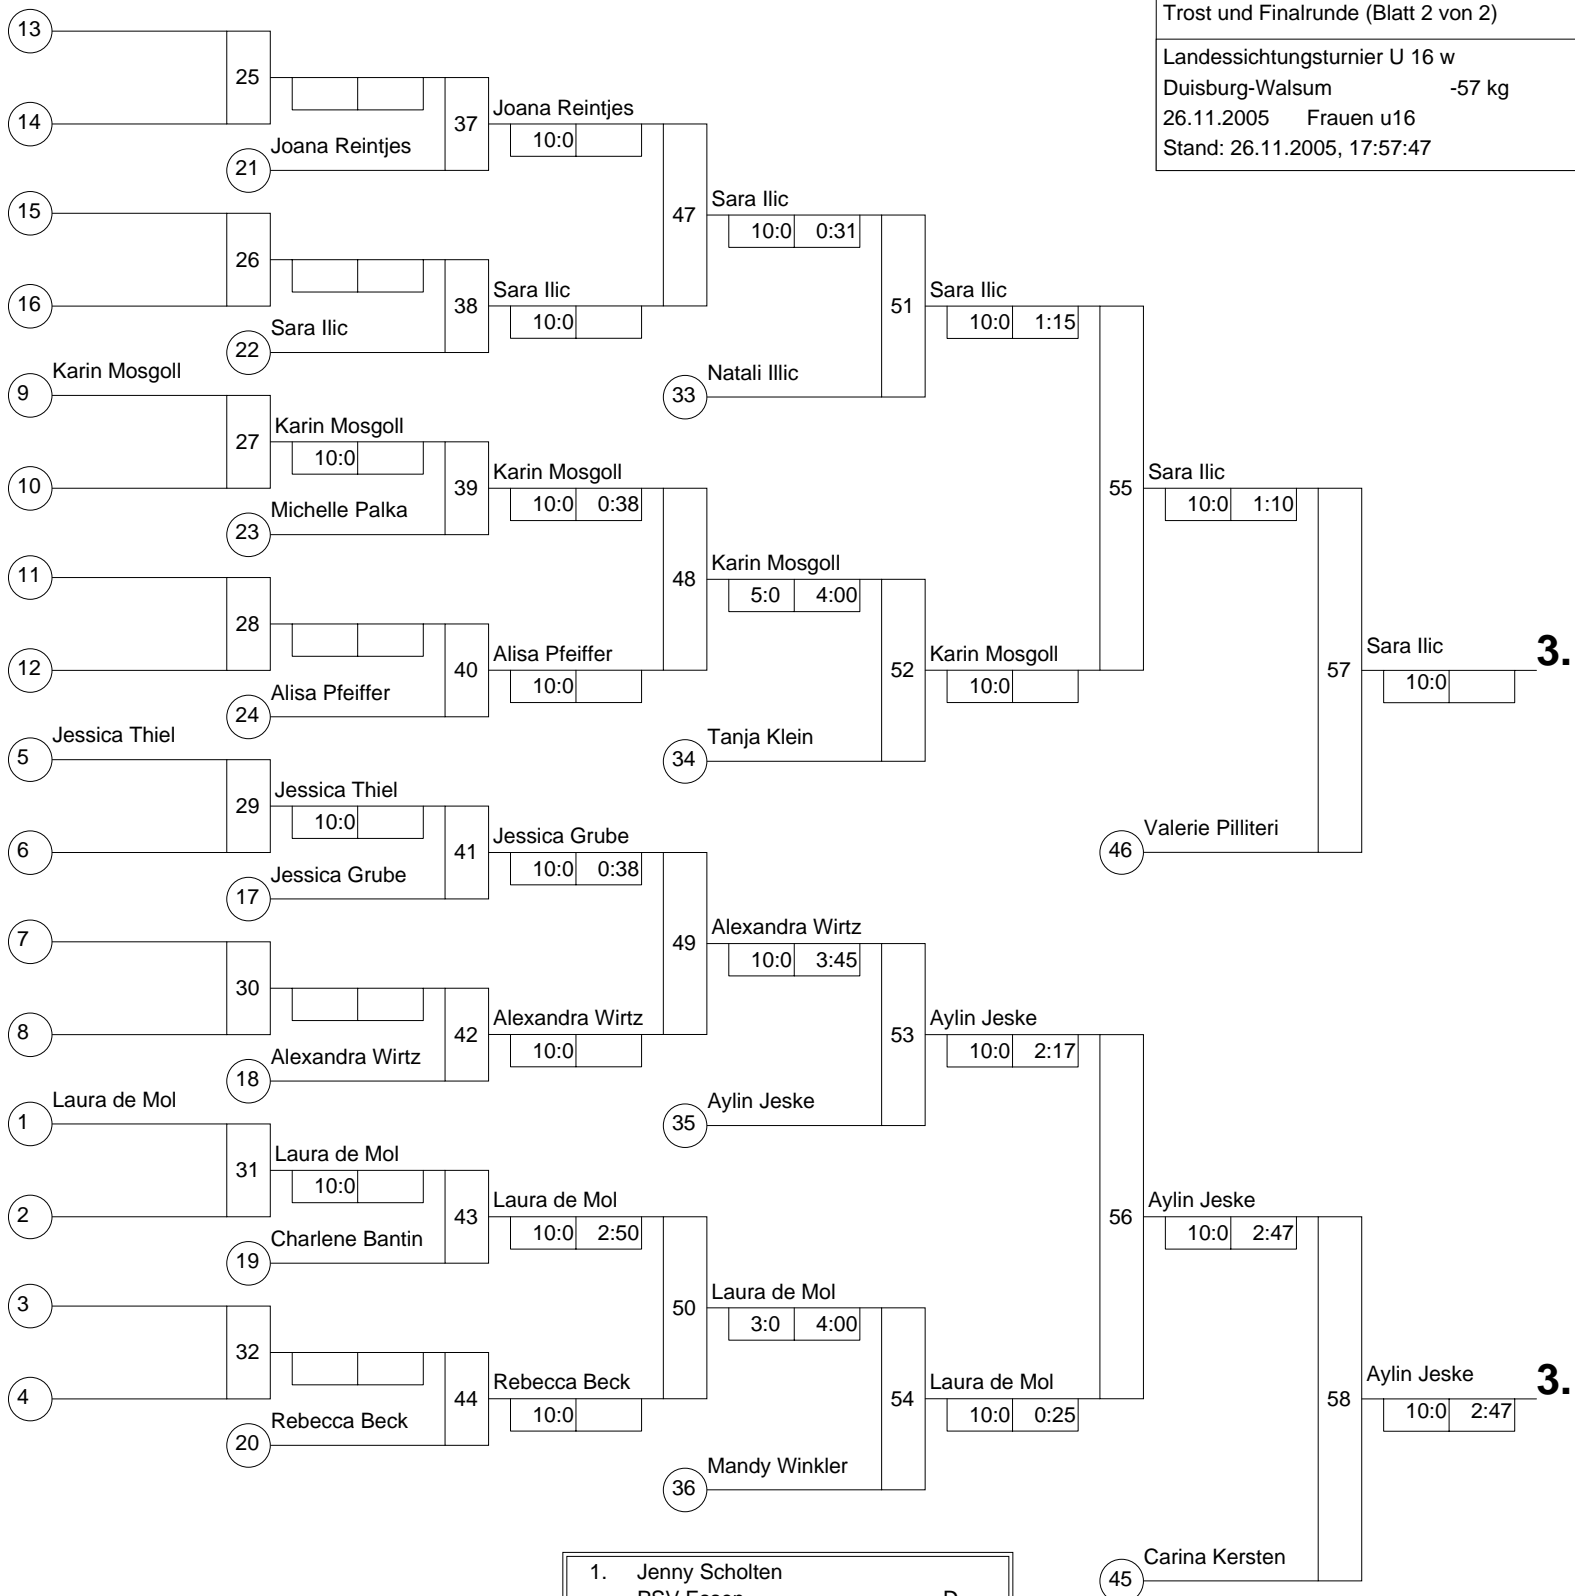 Trost und Finalrunde (Blatt 2 von 2)
Landessichtungsturnier U 16 w
Duisburg-Walsum -57 kg
26.11.2005 Frauen u16
Stand: 26.11.2005, 17:57:47
13
25
14
37
Joana Reintjes
10:0
21
Joana Reintjes
15
47
Sara Ilic
10:0 0:31
26
16
38
Sara Ilic
10:0
51
Sara Ilic
10:0 1:15
22
Sara Ilic
9
Karin Mosgoll
33
Natali Illic
27
Karin Mosgoll
10:0
10
39
Karin Mosgoll
10:0 0:38
55
Sara Ilic
10:0 1:10
23
Michelle Palka
11
48
Karin Mosgoll
5:0 4:00
28
12
40
Alisa Pfeiffer
10:0
52
Karin Mosgoll
10:0
57
Sara Ilic
10:0
3.
24
Alisa Pfeiffer
5
Jessica Thiel
34
Tanja Klein
29
Jessica Thiel
10:0
6
41
Jessica Grube
10:0 0:38
46
Valerie Pilliteri
17
Jessica Grube
7
49
Alexandra Wirtz
10:0 3:45
30
8
42
Alexandra Wirtz
10:0
53
Aylin Jeske
10:0 2:17
18
Alexandra Wirtz
1
Laura de Mol
35
Aylin Jeske
31
Laura de Mol
10:0
2
43
Laura de Mol
10:0 2:50
56
Aylin Jeske
10:0 2:47
19
Charlene Bantin
3
50
Laura de Mol
3:0 4:00
32
4
44
Rebecca Beck
10:0
54
Laura de Mol
10:0 0:25
58
Aylin Jeske
10:0 2:47
3.
20
Rebecca Beck
36
Mandy Winkler
45
Carina Kersten
1. Jenny Scholten
PSV Essen D